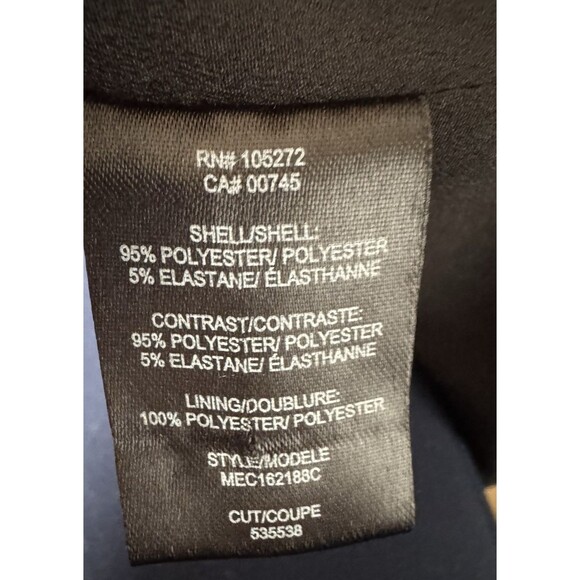 RN# 105272
CA# 00745
SHELL/SHELL:
95% POLYESTER/ POLYESTER
5% ELASTANE/ ÉLASTHANNE
CONTRAST/CONTRASTE:
95% POLYESTER/ POLYESTER
5% ELASTANE/ ÉLASTHANNE
LINING/DOUBLURE:
100% POLYESTER/ POLYESTER
STYLE/MODELE
MEC162188C
CUT/COUPE
535538